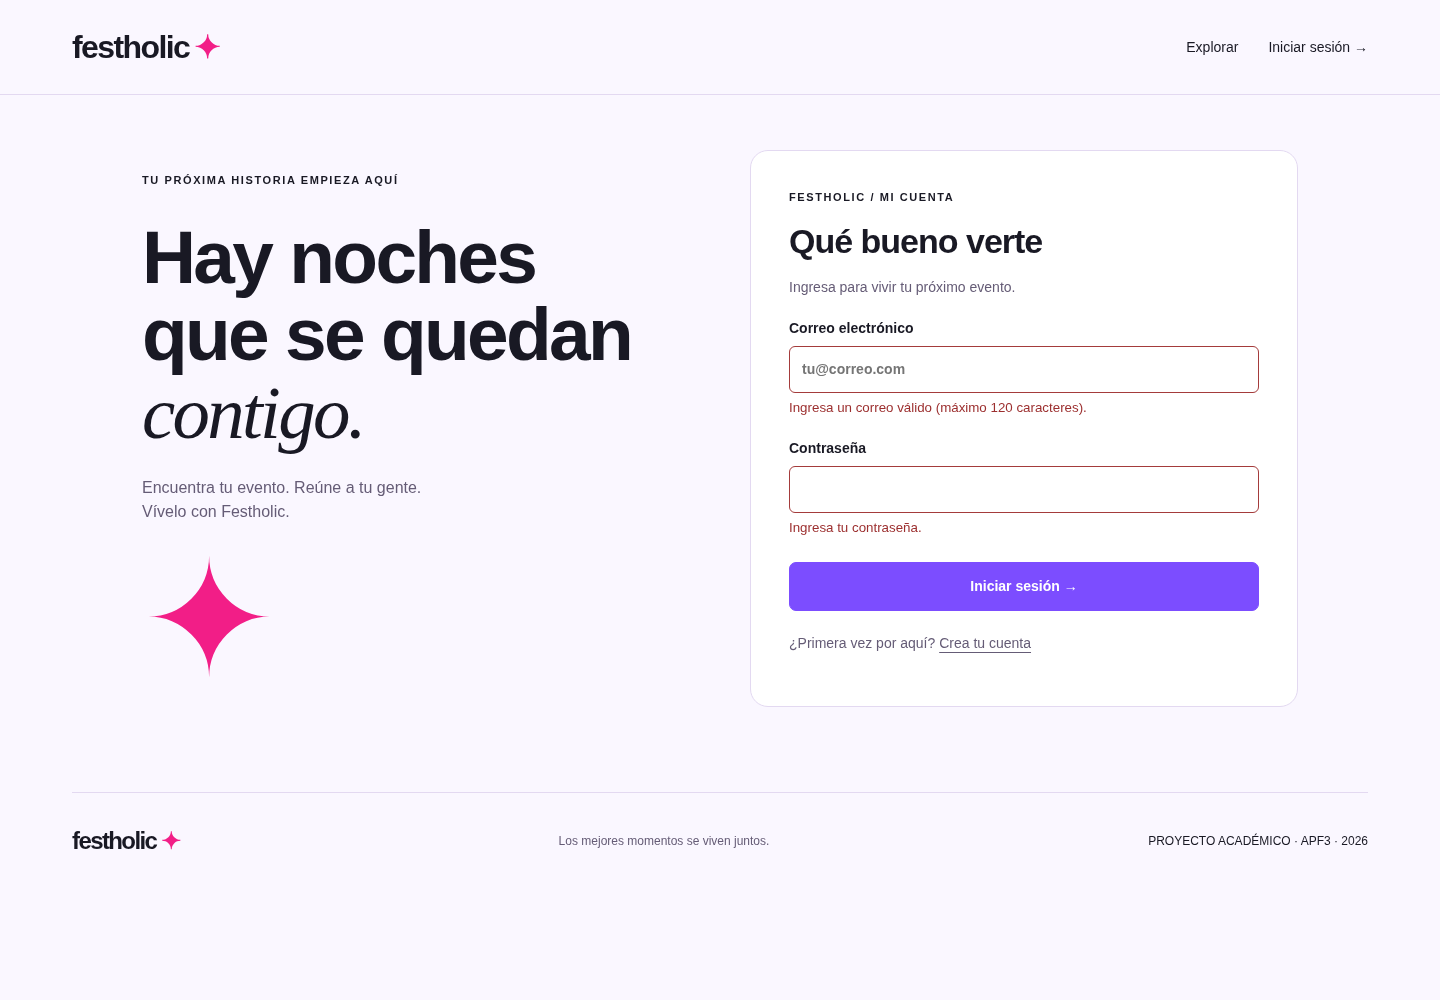 festholic
Explorar
Iniciar sesión →
TU PRÓXIMA HISTORIA EMPIEZA AQUÍ
Hay noches
que se quedan
contigo.
Encuentra tu evento. Reúne a tu gente.
Vívelo con Festholic.
FESTHOLIC / MI CUENTA
Qué bueno verte
Ingresa para vivir tu próximo evento.
Correo electrónico
tu@correo.com
Ingresa un correo válido (máximo 120 caracteres).
Contraseña
Ingresa tu contraseña.
Iniciar sesión →
¿Primera vez por aquí? Crea tu cuenta
festholic
Los mejores momentos se viven juntos.
PROYECTO ACADÉMICO · APF3 · 2026